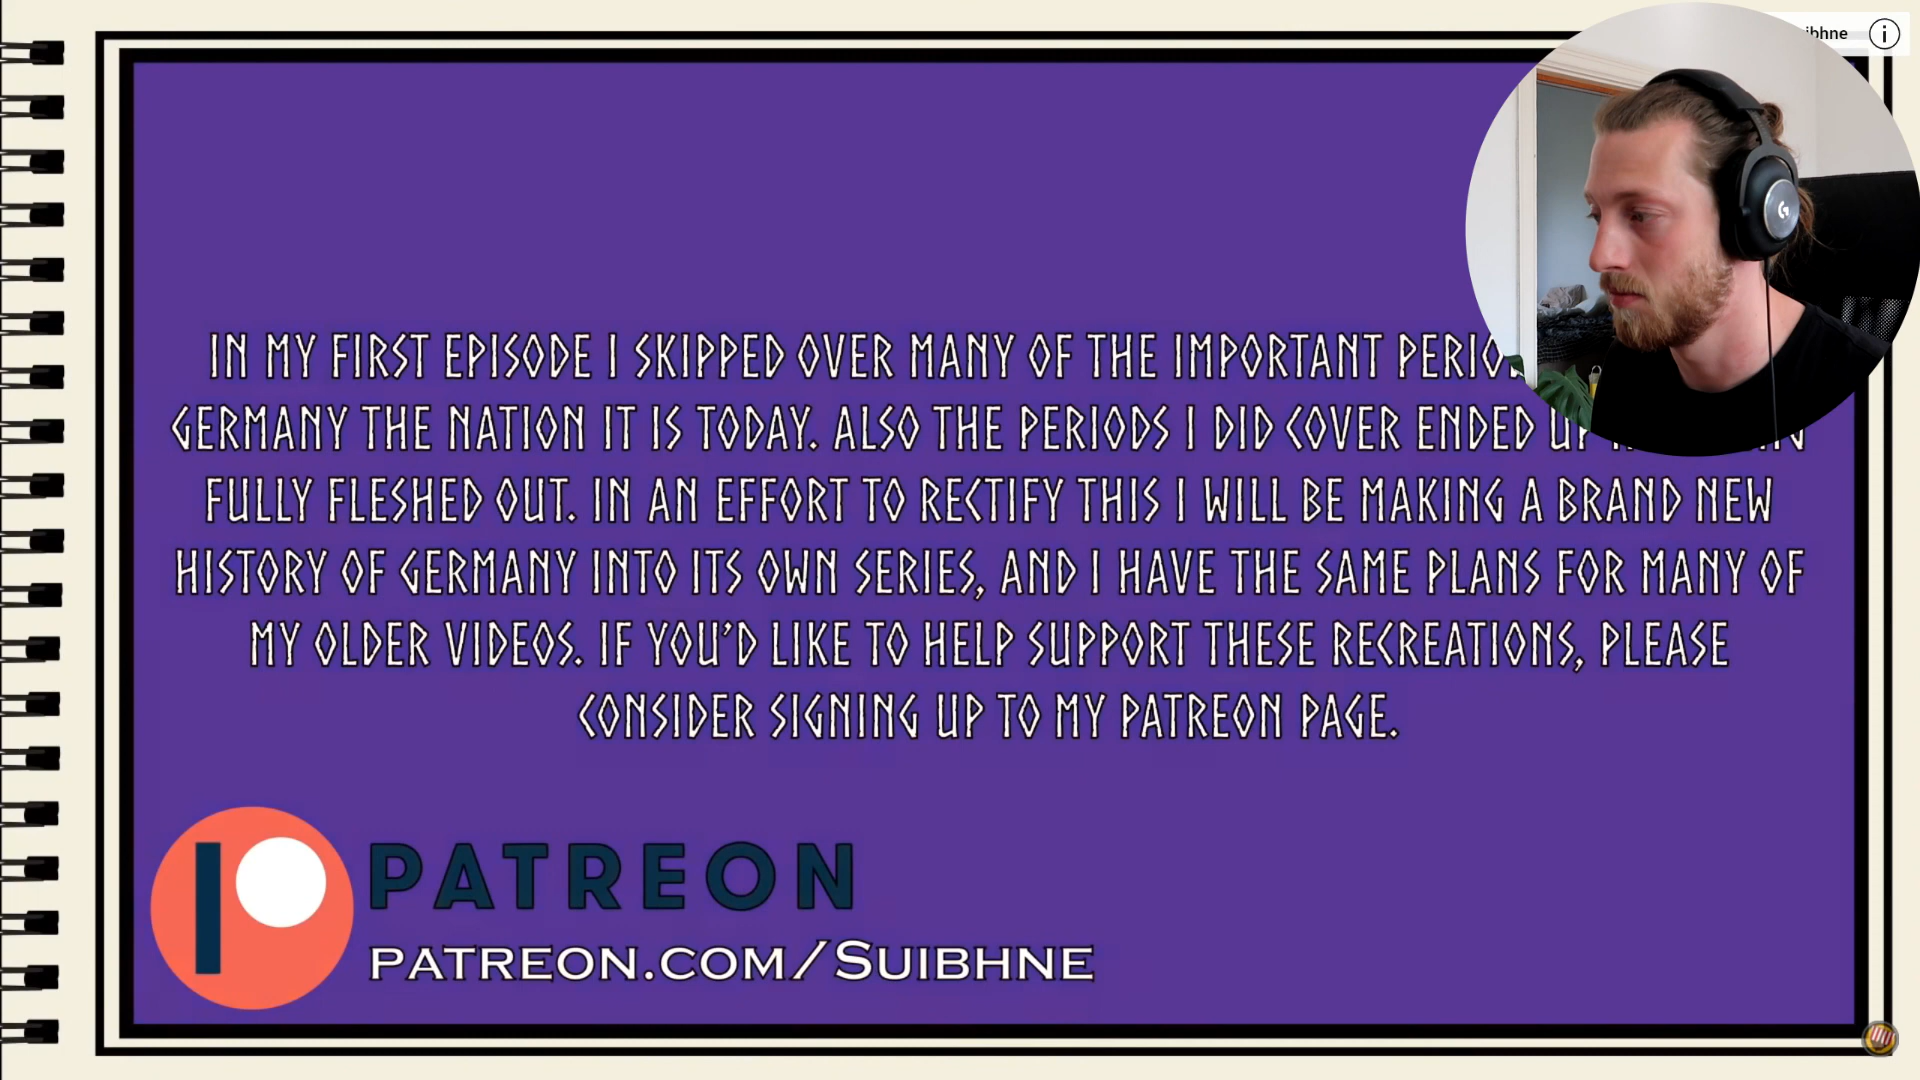 ibhne
IN MY FIRST EPISODE I SKIPPED OVER MANY OF THE IMPORTANT
GERMANY THE NATION IT IS TODAY. ALSO THE PERIODS I DID COVER ENDED UP
FULLY FLESHED OUT. IN AN EFFORT TO RECTIFY THIS I WILL BE MAKING A BRAND NEW
HISTORY OF GERMANY INTO ITS OWN SERIES, AND I HAVE THE SAME PLANS FOR MANY OF
MY OLDER VIDEOS. IF YOU'D LIKE TO HELP SUPPORT THESE RECREATIONS, PLEASE
CONSIDER SIGNING UP TO MY PATREON PAGE.
PATREON
PATREON.COM/SUIBHNE